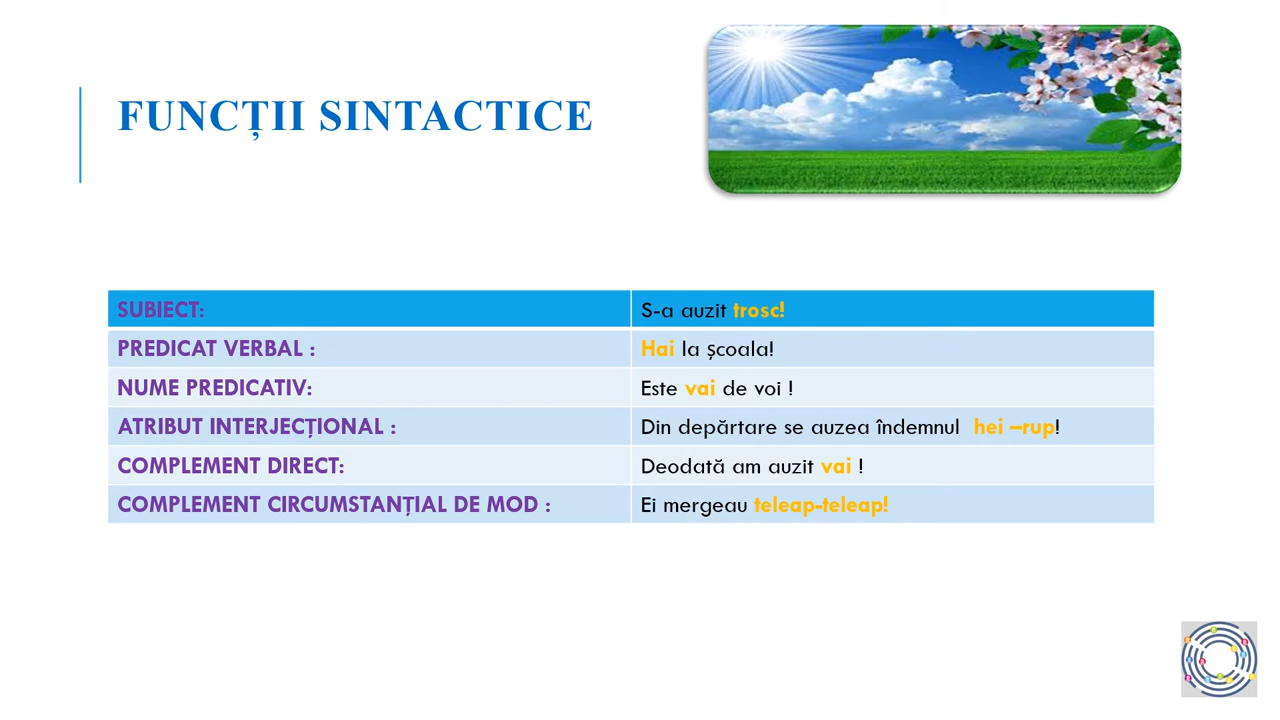 FUNCȚII SINTACTICE
SUBIECT: S-a auzit trosc!
PREDICAT VERBAL : Hai la școala!
NUME PREDICATIV: Este vai de voi !
ATRIBUT INTERJECȚIONAL : Din depărtare se auzea îndemnul hei –rup!
COMPLEMENT DIRECT: Deodată am auzit vai !
COMPLEMENT CIRCUMSTANȚIAL DE MOD : Ei mergeau teleap-teleap!